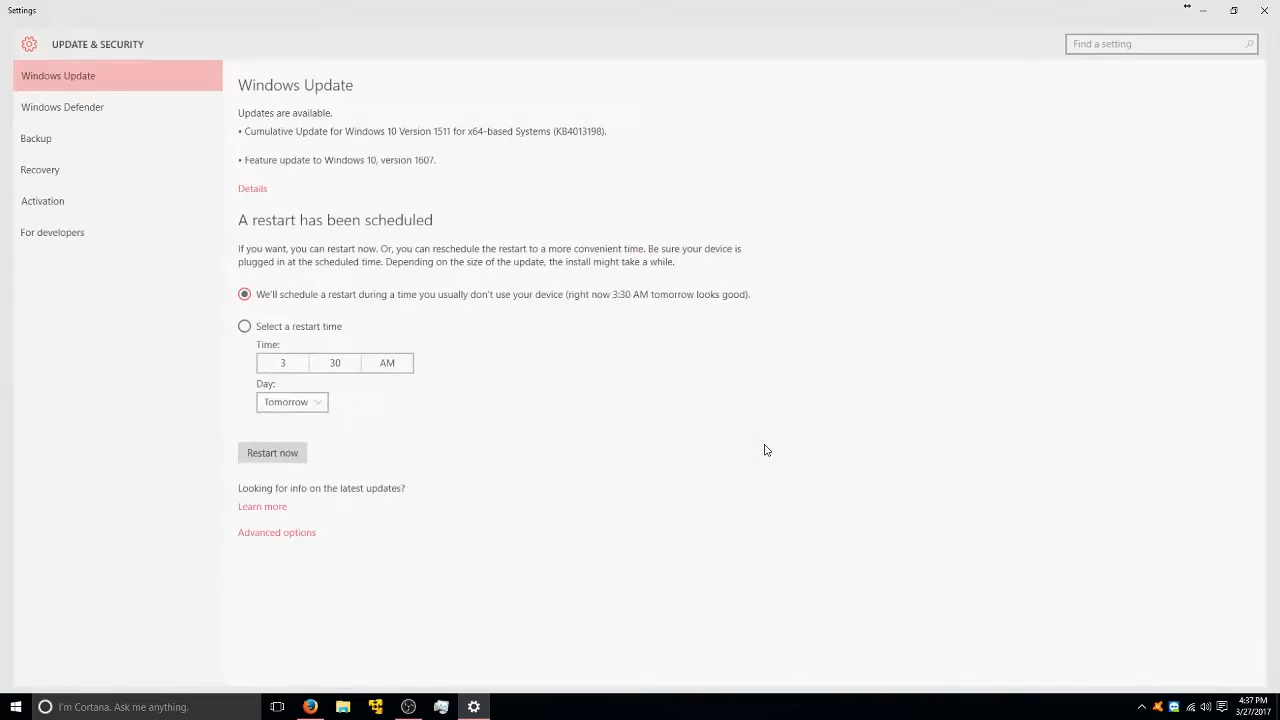 Settings
UPDATE & SECURITY
Find a setting
Windows Update
Windows Defender
Backup
Recovery
Activation
For developers
Windows Update
Updates are available.
• Cumulative Update for Windows 10 Version 1511 for x64-based Systems (KB4013198).
• Feature update to Windows 10, version 1607.
Details
A restart has been scheduled
If you want, you can restart now. Or, you can reschedule the restart to a more convenient time. Be sure your device is
plugged in at the scheduled time. Depending on the size of the update, the install might take a while.
We'll schedule a restart during a time you usually don't use your device (right now 3:30 AM tomorrow looks good).
Select a restart time
Time:
3 30 AM
Day:
Tomorrow
Restart now
Looking for info on the latest updates?
Learn more
Advanced options
I'm Cortana. Ask me anything.
4:37 PM
3/27/2017